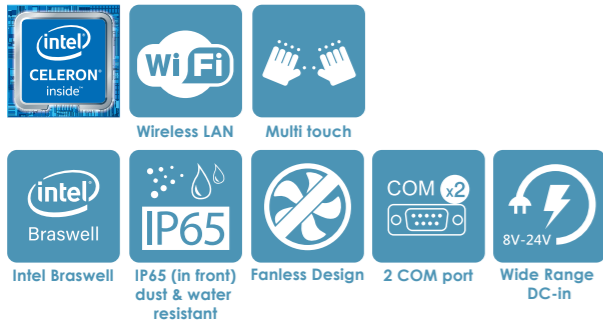 intel
CELERON®
inside™
Wi Fi
Wireless LAN
Multi touch
intel
Braswell
IP65
COM x2
8V-24V
Intel Braswell
IP65 (in front)
dust & water
resistant
Fanless Design
2 COM port
Wide Range
DC-in